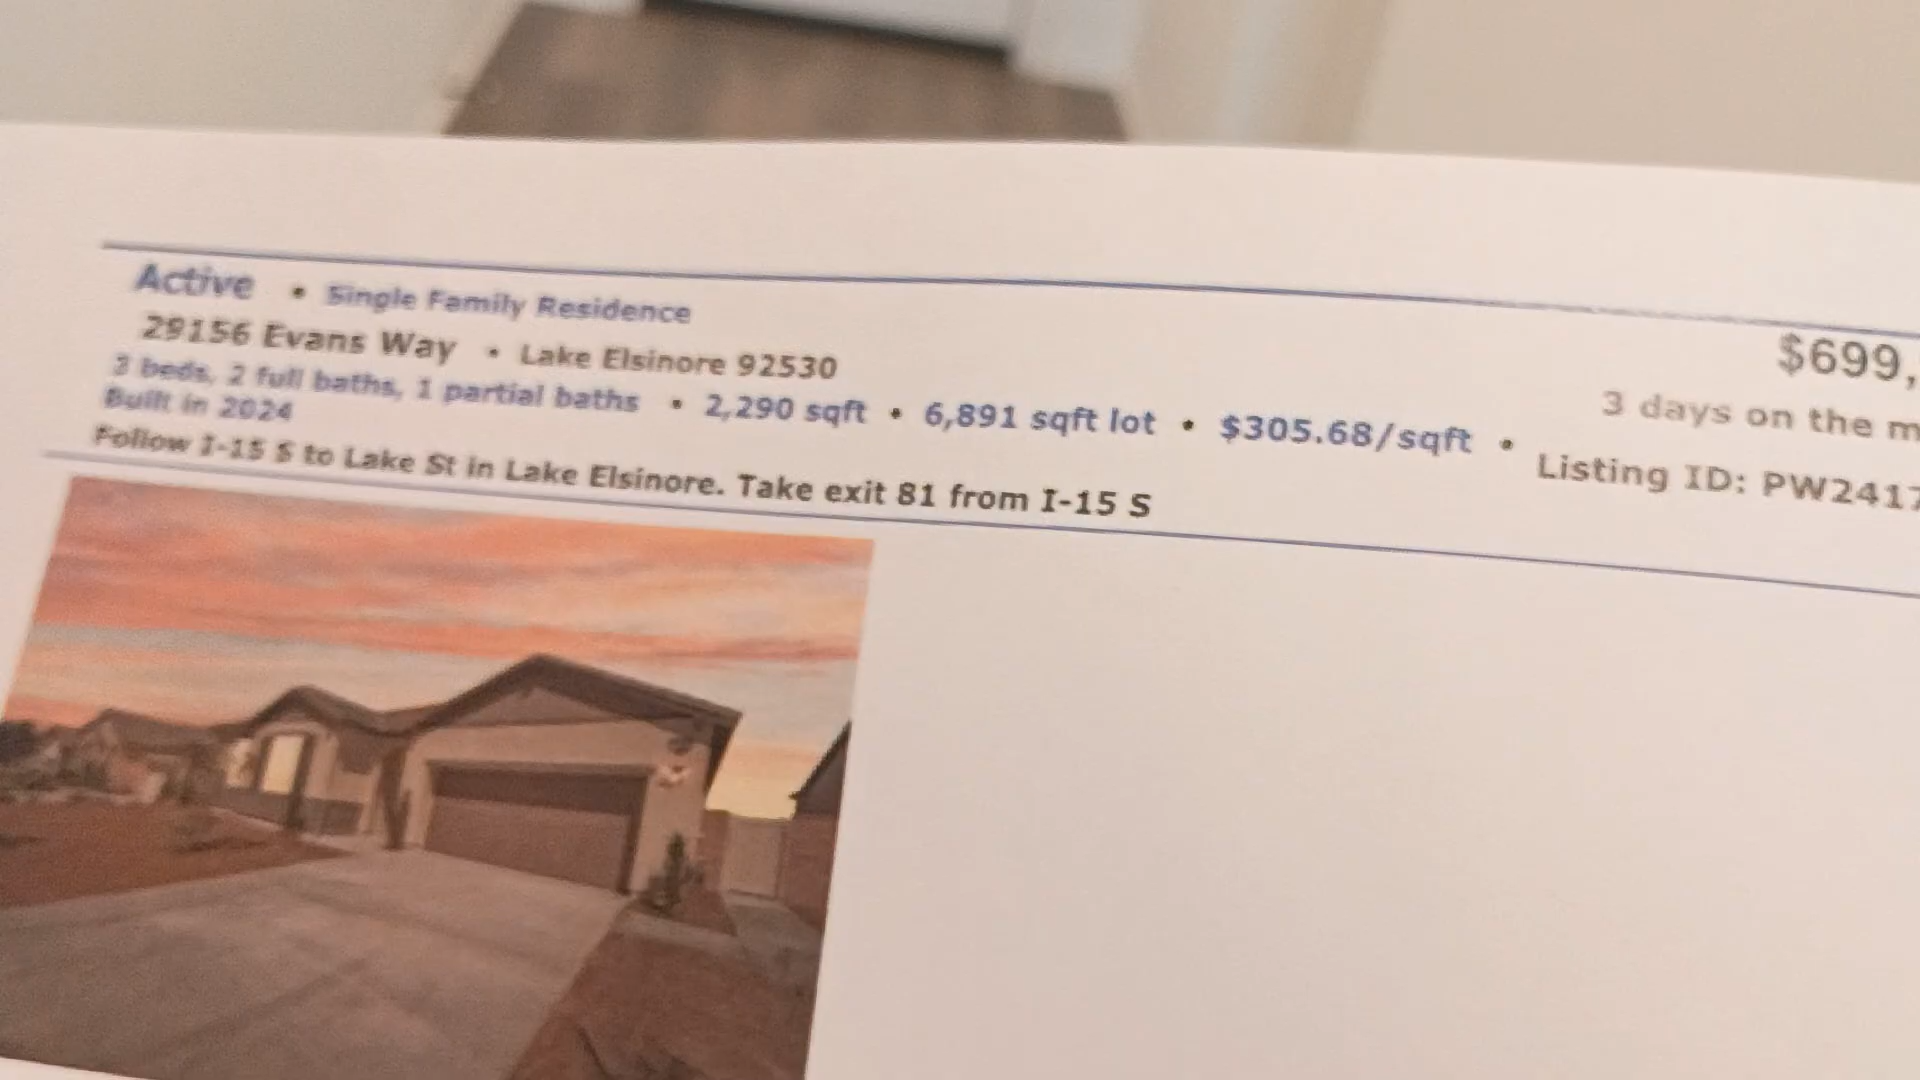 Active • Single Family Residence
29156 Evans Way • Lake Elsinore 92530
$699,
3 beds, 2 full baths, 1 partial baths • 2,290 sqft • 6,891 sqft lot • $305.68/sqft •
3 days on the m
Built in 2024
Listing ID: PW2417
Follow I-15 S to Lake St in Lake Elsinore. Take exit 81 from I-15 S